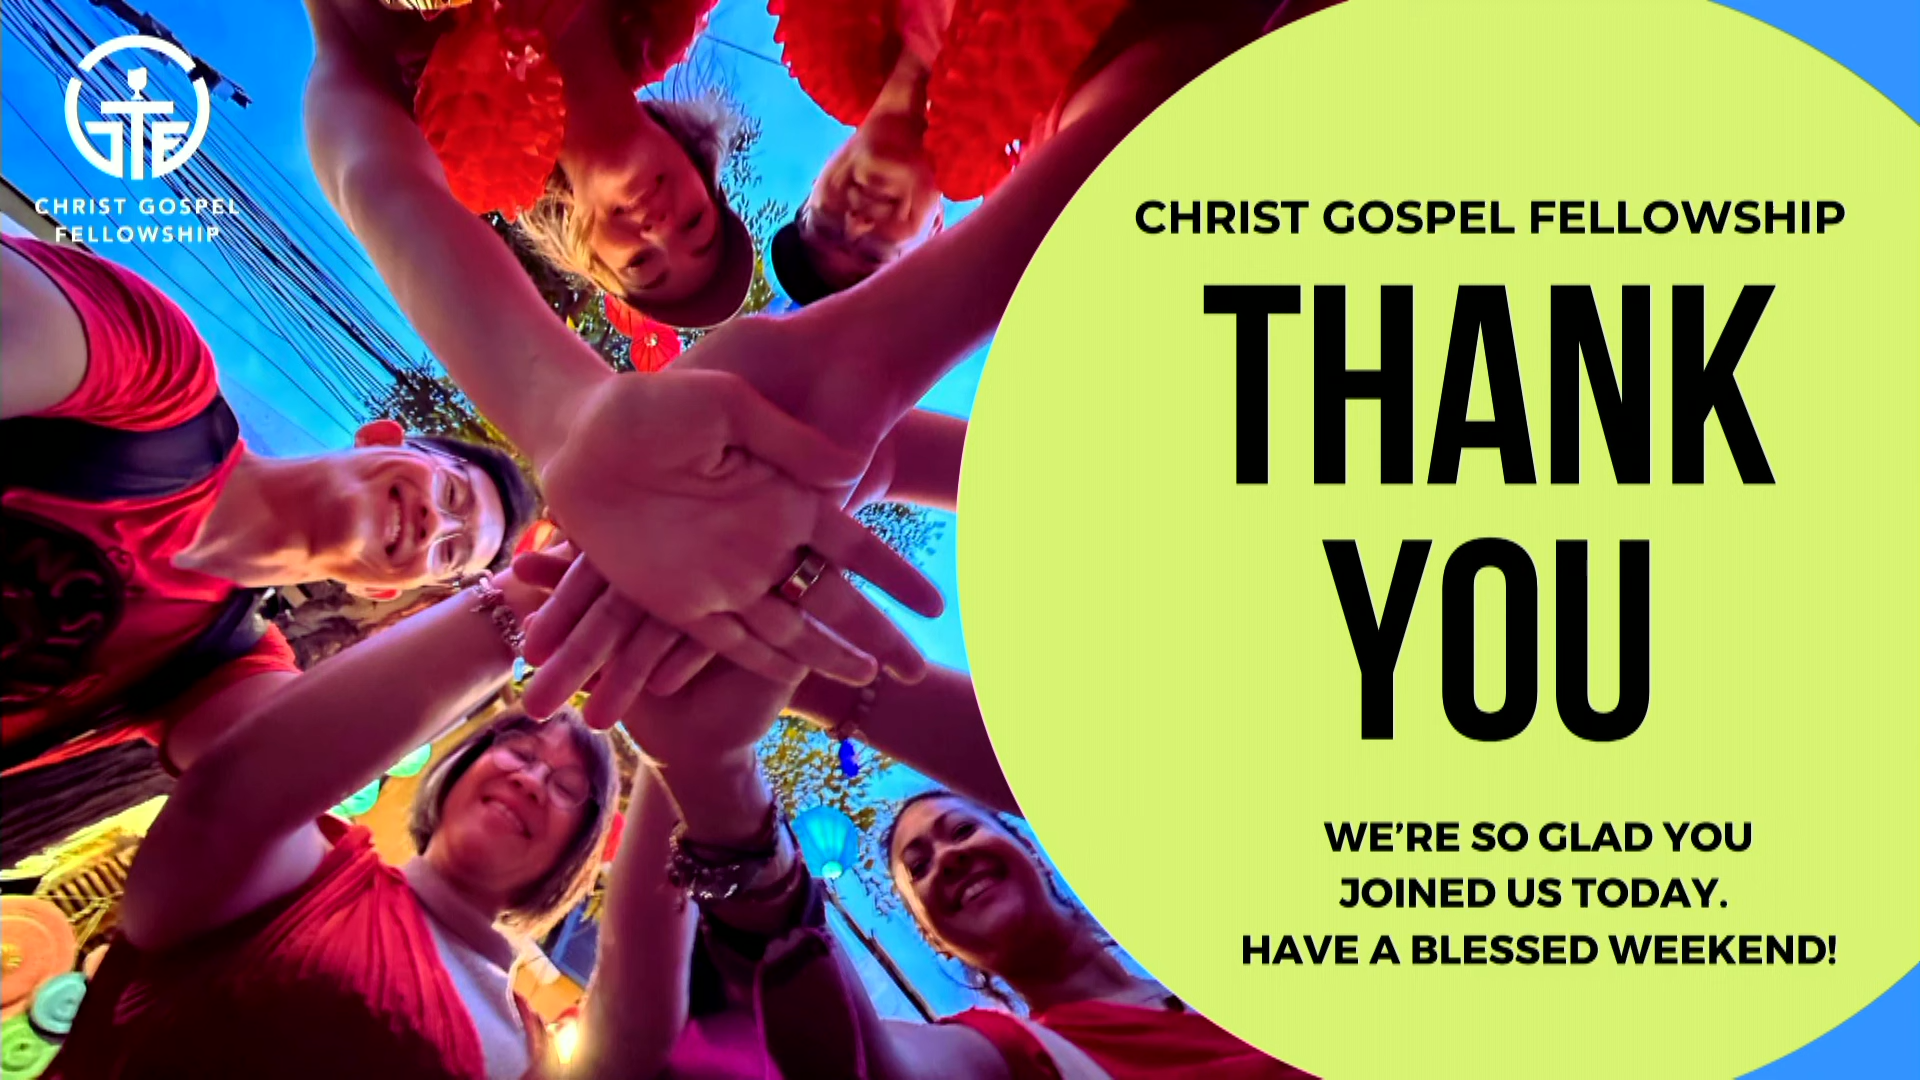 CHRIST GOSPEL
FELLOWSHIP
CHRIST GOSPEL FELLOWSHIP
THANK
YOU
WE'RE SO GLAD YOU
JOINED US TODAY.
HAVE A BLESSED WEEKEND!